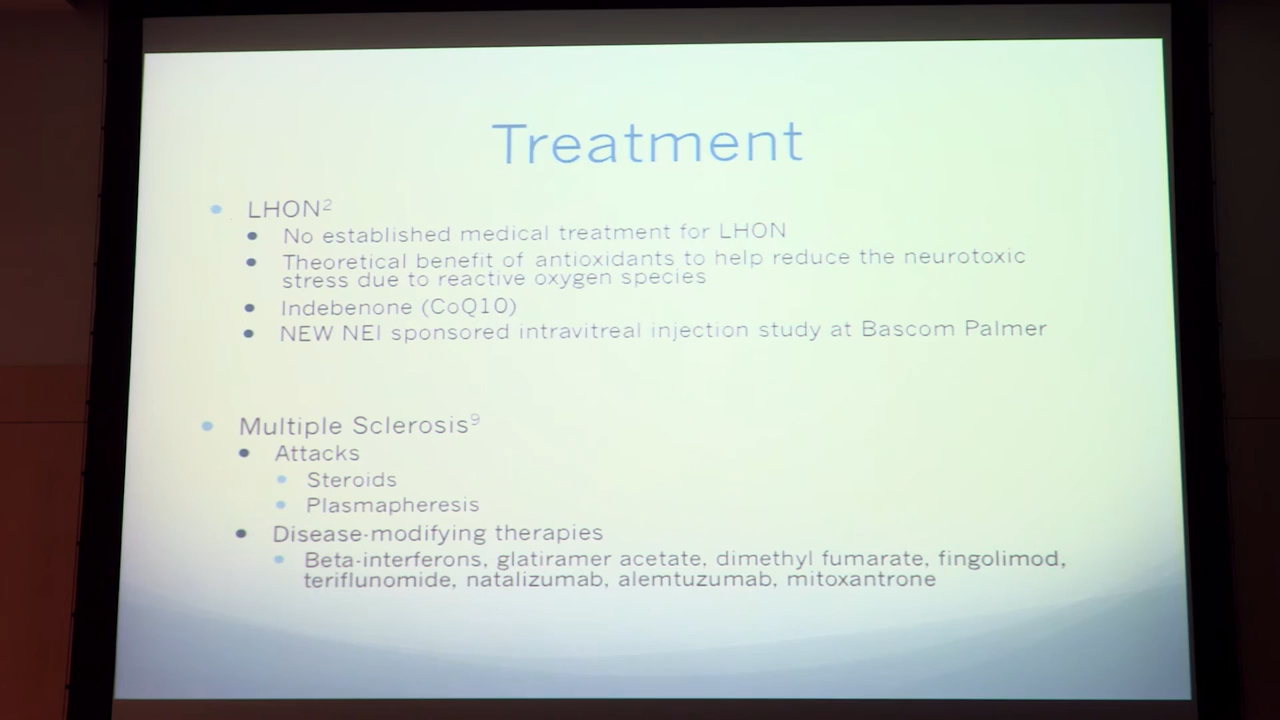 Treatment
• LHON²
• No established medical treatment for LHON
• Theoretical benefit of antioxidants to help reduce the neurotoxic
stress due to reactive oxygen species
• Indebenone (CoQ10)
• NEW NEI sponsored intravitreal injection study at Bascom Palmer
• Multiple Sclerosis⁹
• Attacks
• Steroids
• Plasmapheresis
• Disease-modifying therapies
• Beta-interferons, glatiramer acetate, dimethyl fumarate, fingolimod,
teriflunomide, natalizumab, alemtuzumab, mitoxantrone